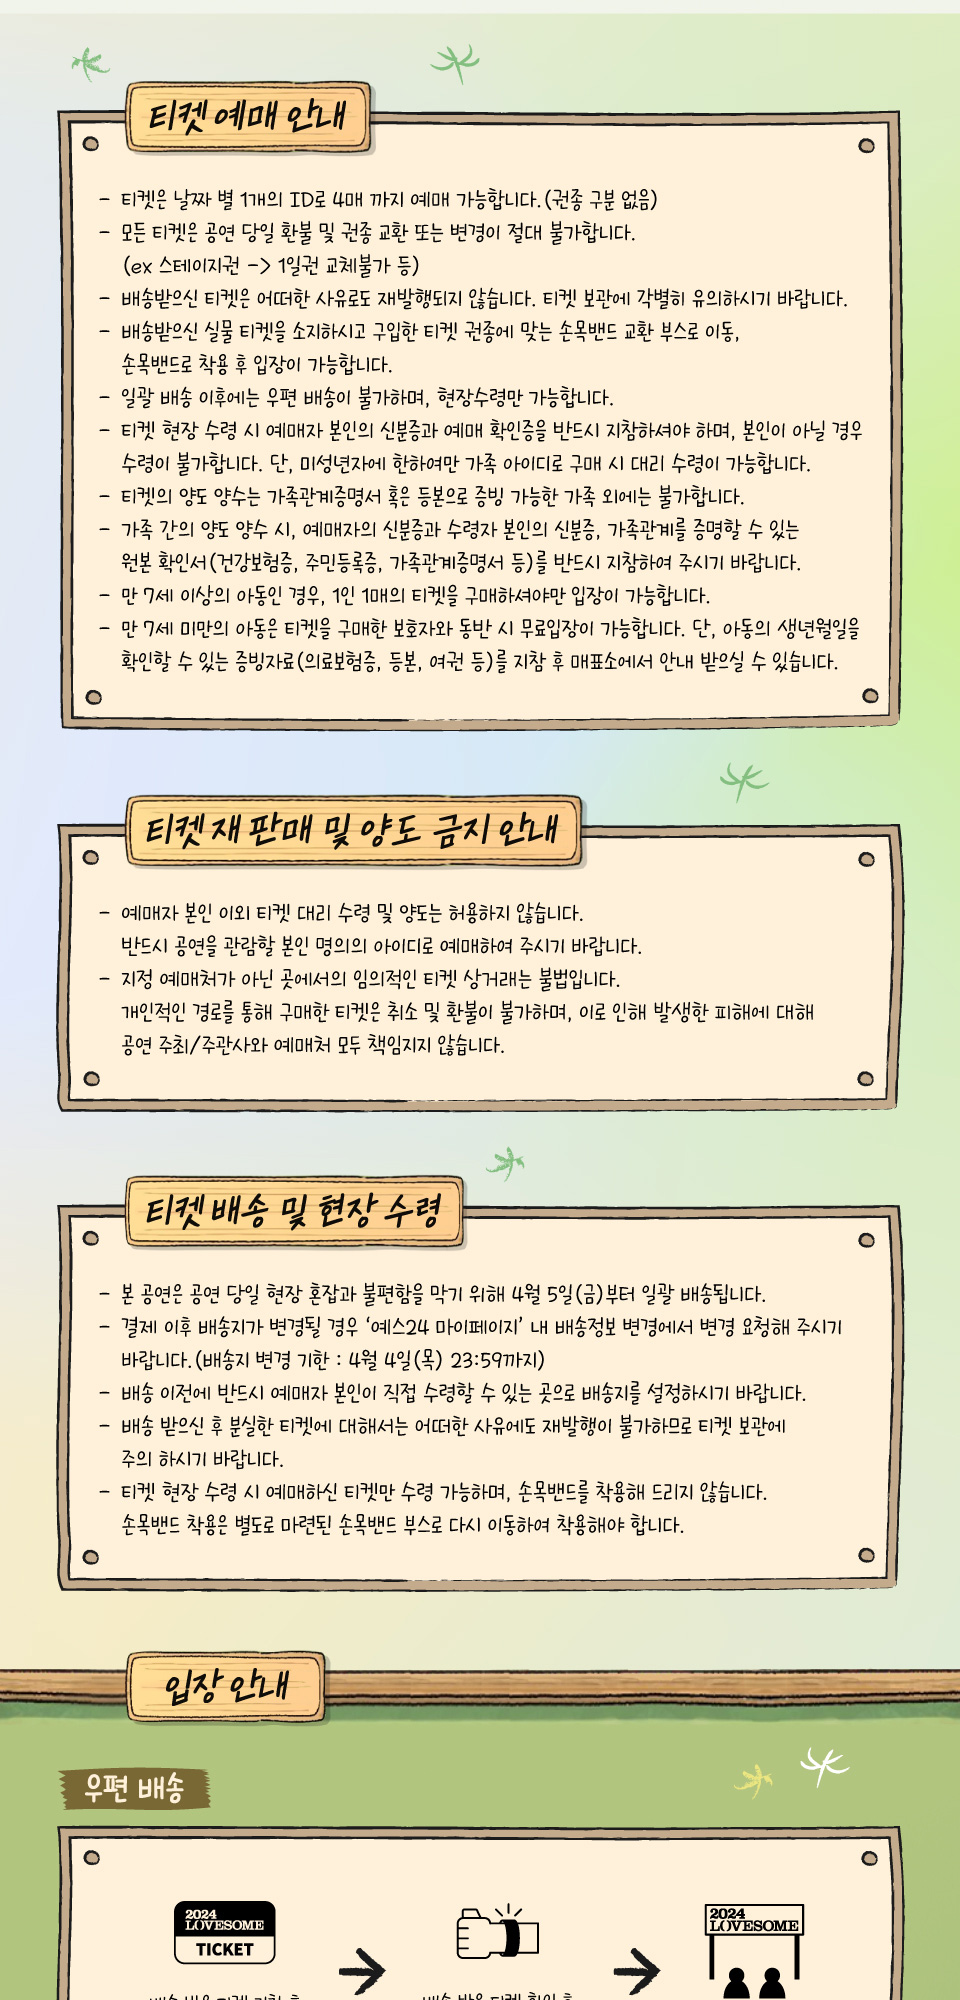 티켓 예매 안내
- 티켓은 날짜 별 1개의 ID로 4매 까지 예매 가능합니다.(권종 구분 없음)
- 모든 티켓은 공연 당일 환불 및 권종 교환 또는 변경이 절대 불가합니다.
(ex 스테이지권 -> 1일권 교체불가 등)
- 배송받으신 티켓은 어떠한 사유로도 재발행되지 않습니다. 티켓 보관에 각별히 유의하시기 바랍니다.
- 배송받으신 실물 티켓을 소지하시고 구입한 티켓 권종에 맞는 손목밴드 교환 부스로 이동,
손목밴드로 착용 후 입장이 가능합니다.
- 일괄 배송 이후에는 우편 배송이 불가하며, 현장수령만 가능합니다.
- 티켓 현장 수령 시 예매자 본인의 신분증과 예매 확인증을 반드시 지참하셔야 하며, 본인이 아닐 경우
수령이 불가합니다. 단, 미성년자에 한하여만 가족 아이디로 구매 시 대리 수령이 가능합니다.
- 티켓의 양도 양수는 가족관계증명서 혹은 등본으로 증빙 가능한 가족 외에는 불가합니다.
- 가족 간의 양도 양수 시, 예매자의 신분증과 수령자 본인의 신분증, 가족관계를 증명할 수 있는
원본 확인서(건강보험증, 주민등록증, 가족관계증명서 등)를 반드시 지참하여 주시기 바랍니다.
- 만 7세 이상의 아동인 경우, 1인 1매의 티켓을 구매하셔야만 입장이 가능합니다.
- 만 7세 미만의 아동은 티켓을 구매한 보호자와 동반 시 무료입장이 가능합니다. 단, 아동의 생년월일을
확인할 수 있는 증빙자료(의료보험증, 등본, 여권 등)를 지참 후 매표소에서 안내 받으실 수 있습니다.
티켓 재 판매 및 양도 금지 안내
- 예매자 본인 이외 티켓 대리 수령 및 양도는 허용하지 않습니다.
반드시 공연을 관람할 본인 명의의 아이디로 예매하여 주시기 바랍니다.
- 지정 예매처가 아닌 곳에서의 임의적인 티켓 상거래는 불법입니다.
개인적인 경로를 통해 구매한 티켓은 취소 및 환불이 불가하며, 이로 인해 발생한 피해에 대해
공연 주최/주관사와 예매처 모두 책임지지 않습니다.
티켓 배송 및 현장 수령
- 본 공연은 공연 당일 현장 혼잡과 불편함을 막기 위해 4월 5일(금)부터 일괄 배송됩니다.
- 결제 이후 배송지가 변경될 경우 '예스24 마이페이지' 내 배송정보 변경에서 변경 요청해 주시기
바랍니다.(배송지 변경 기한 : 4월 4일(목) 23:59까지)
- 배송 이전에 반드시 예매자 본인이 직접 수령할 수 있는 곳으로 배송지를 설정하시기 바랍니다.
- 배송 받으신 후 분실한 티켓에 대해서는 어떠한 사유에도 재발행이 불가하므로 티켓 보관에
주의 하시기 바랍니다.
- 티켓 현장 수령 시 예매하신 티켓만 수령 가능하며, 손목밴드를 착용해 드리지 않습니다.
손목밴드 착용은 별도로 마련된 손목밴드 부스로 다시 이동하여 착용해야 합니다.
입장 안내
우편 배송
2024
LOVESOME
TICKET
2024
LOVESOME